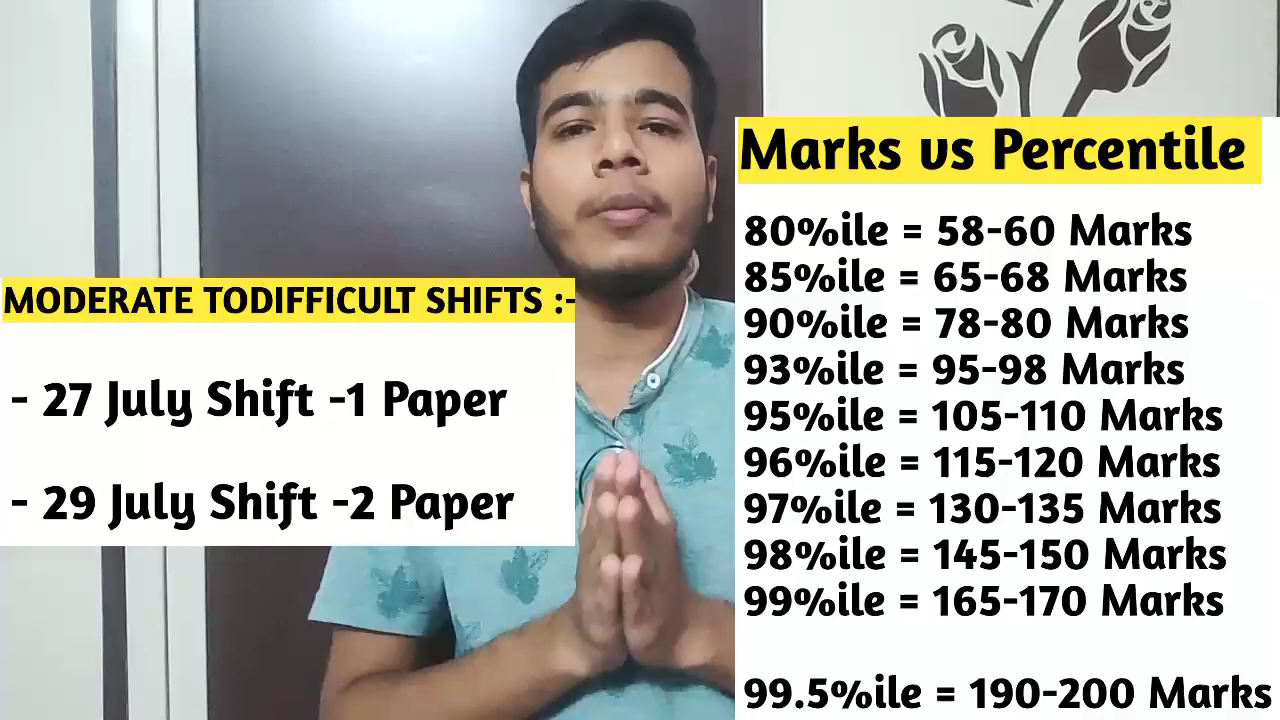 MODERATE TODIFFICULT SHIFTS :-
- 27 July Shift -1 Paper
- 29 July Shift -2 Paper
Marks vs Percentile
80%ile = 58-60 Marks
85%ile = 65-68 Marks
90%ile = 78-80 Marks
93%ile = 95-98 Marks
95%ile = 105-110 Marks
96%ile = 115-120 Marks
97%ile = 130-135 Marks
98%ile = 145-150 Marks
99%ile = 165-170 Marks
99.5%ile = 190-200 Marks